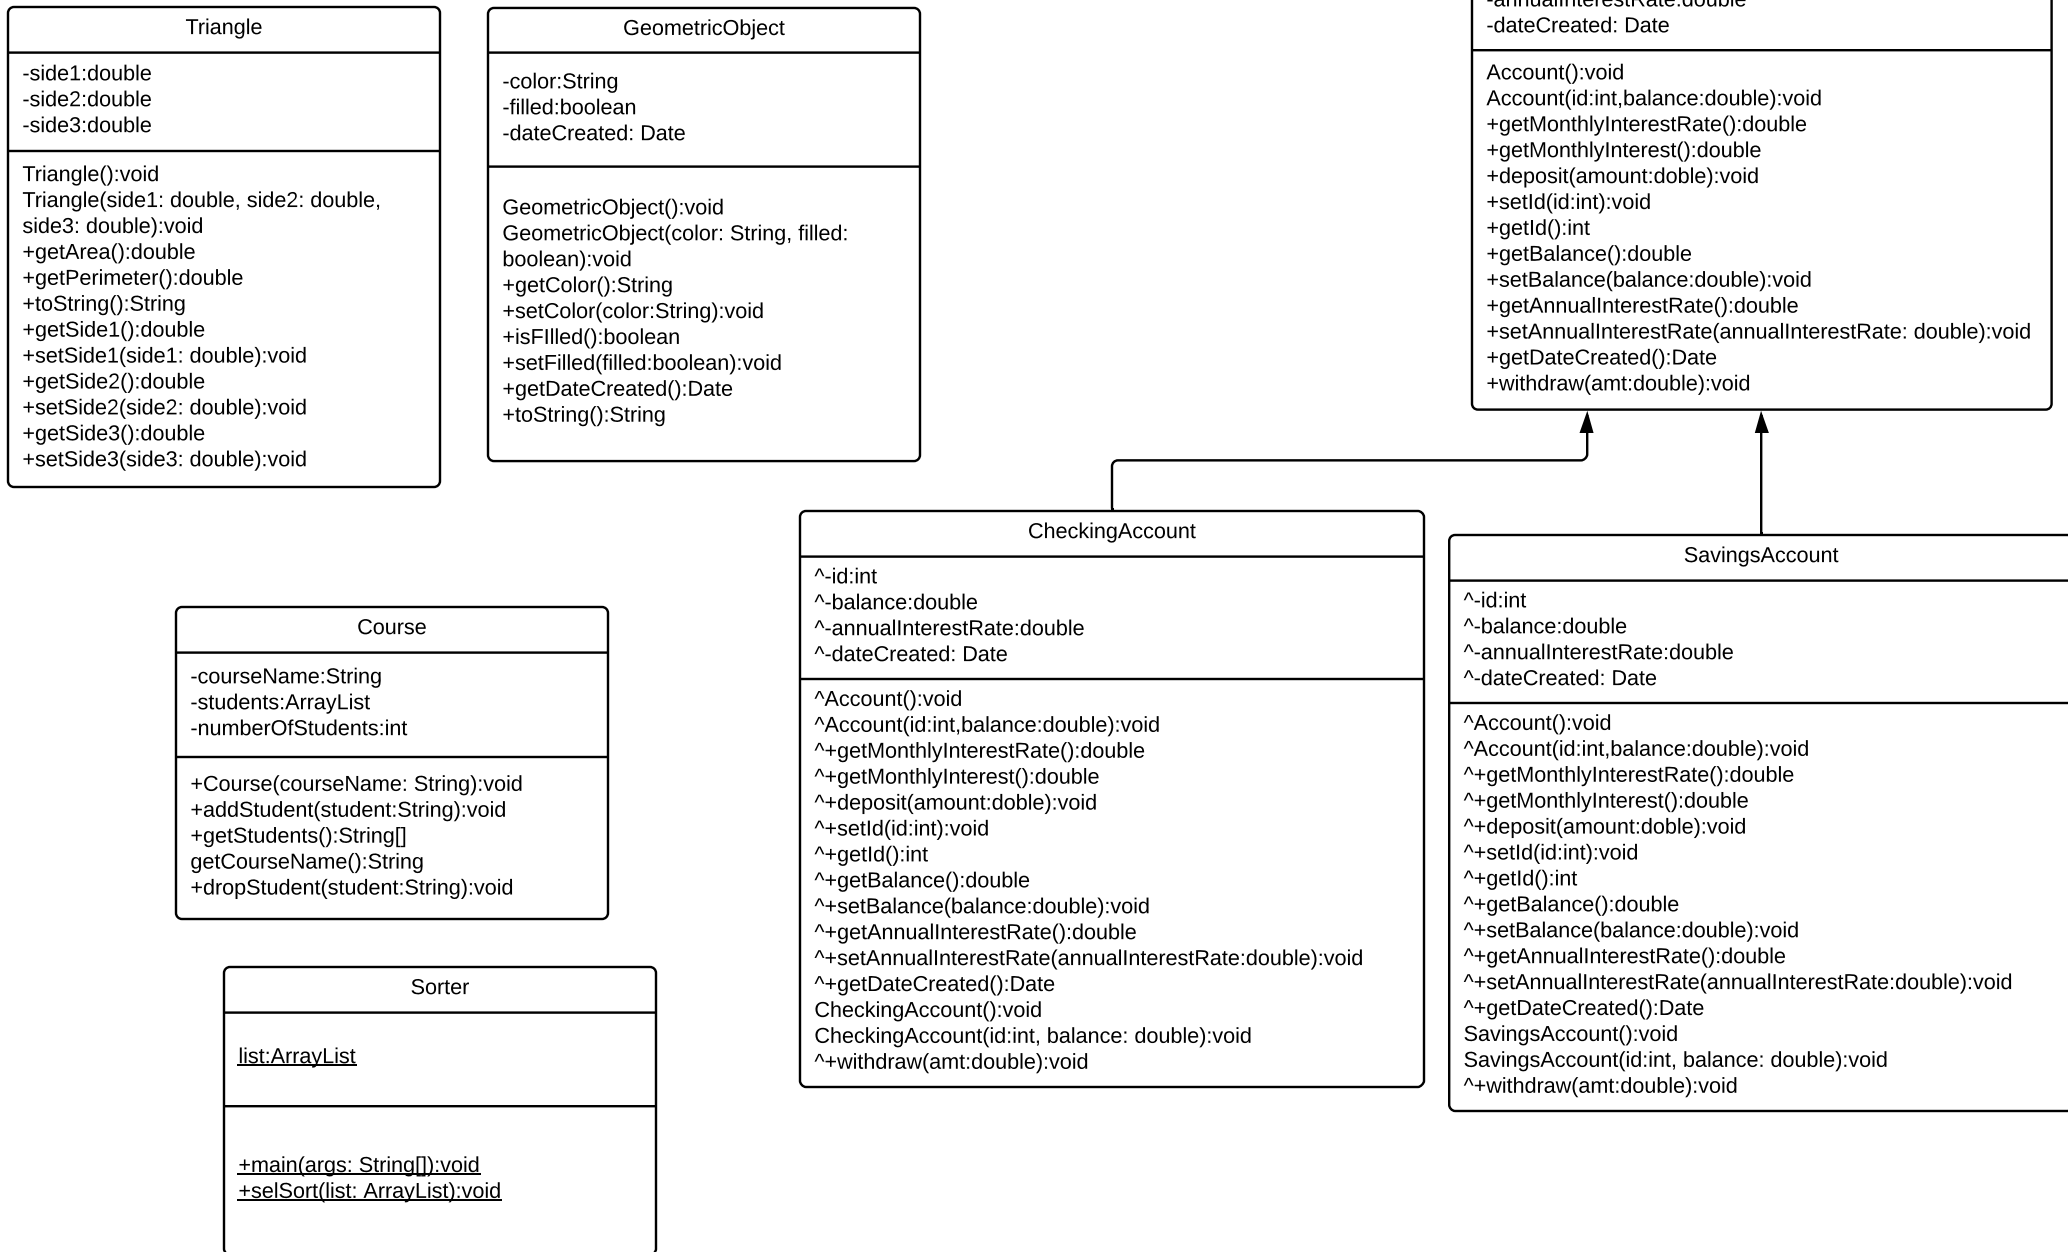 Triangle
-side1:double
-side2:double
-side3:double
Triangle():void
Triangle(side1: double, side2: double,
side3: double):void
+getArea():double
+getPerimeter():double
+toString():String
+getSide1():double
+setSide1(side1: double):void
+getSide2():double
+setSide2(side2: double):void
+getSide3():double
+setSide3(side3: double):void
GeometricObject
-color:String
-filled:boolean
-dateCreated: Date
GeometricObject():void
GeometricObject(color: String, filled:
boolean):void
+getColor():String
+setColor(color:String):void
+isFIlled():boolean
+setFilled(filled:boolean):void
+getDateCreated():Date
+toString():String
-annualInterestRate:double
-dateCreated: Date
Account():void
Account(id:int,balance:double):void
+getMonthlyInterestRate():double
+getMonthlyInterest():double
+deposit(amount:doble):void
+setId(id:int):void
+getId():int
+getBalance():double
+setBalance(balance:double):void
+getAnnualInterestRate():double
+setAnnualInterestRate(annualInterestRate: double):void
+getDateCreated():Date
+withdraw(amt:double):void
CheckingAccount
^-id:int
^-balance:double
^-annualInterestRate:double
^-dateCreated: Date
^Account():void
^Account(id:int,balance:double):void
^+getMonthlyInterestRate():double
^+getMonthlyInterest():double
^+deposit(amount:doble):void
^+setId(id:int):void
^+getId():int
^+getBalance():double
^+setBalance(balance:double):void
^+getAnnualInterestRate():double
^+setAnnualInterestRate(annualInterestRate:double):void
^+getDateCreated():Date
CheckingAccount():void
CheckingAccount(id:int, balance: double):void
^+withdraw(amt:double):void
SavingsAccount
^-id:int
^-balance:double
^-annualInterestRate:double
^-dateCreated: Date
^Account():void
^Account(id:int,balance:double):void
^+getMonthlyInterestRate():double
^+getMonthlyInterest():double
^+deposit(amount:doble):void
^+setId(id:int):void
^+getId():int
^+getBalance():double
^+setBalance(balance:double):void
^+getAnnualInterestRate():double
^+setAnnualInterestRate(annualInterestRate:double):void
^+getDateCreated():Date
SavingsAccount():void
SavingsAccount(id:int, balance: double):void
^+withdraw(amt:double):void
Course
-courseName:String
-students:ArrayList
-numberOfStudents:int
+Course(courseName: String):void
+addStudent(student:String):void
+getStudents():String[]
getCourseName():String
+dropStudent(student:String):void
Sorter
list:ArrayList
+main(args: String[]):void
+selSort(list: ArrayList):void